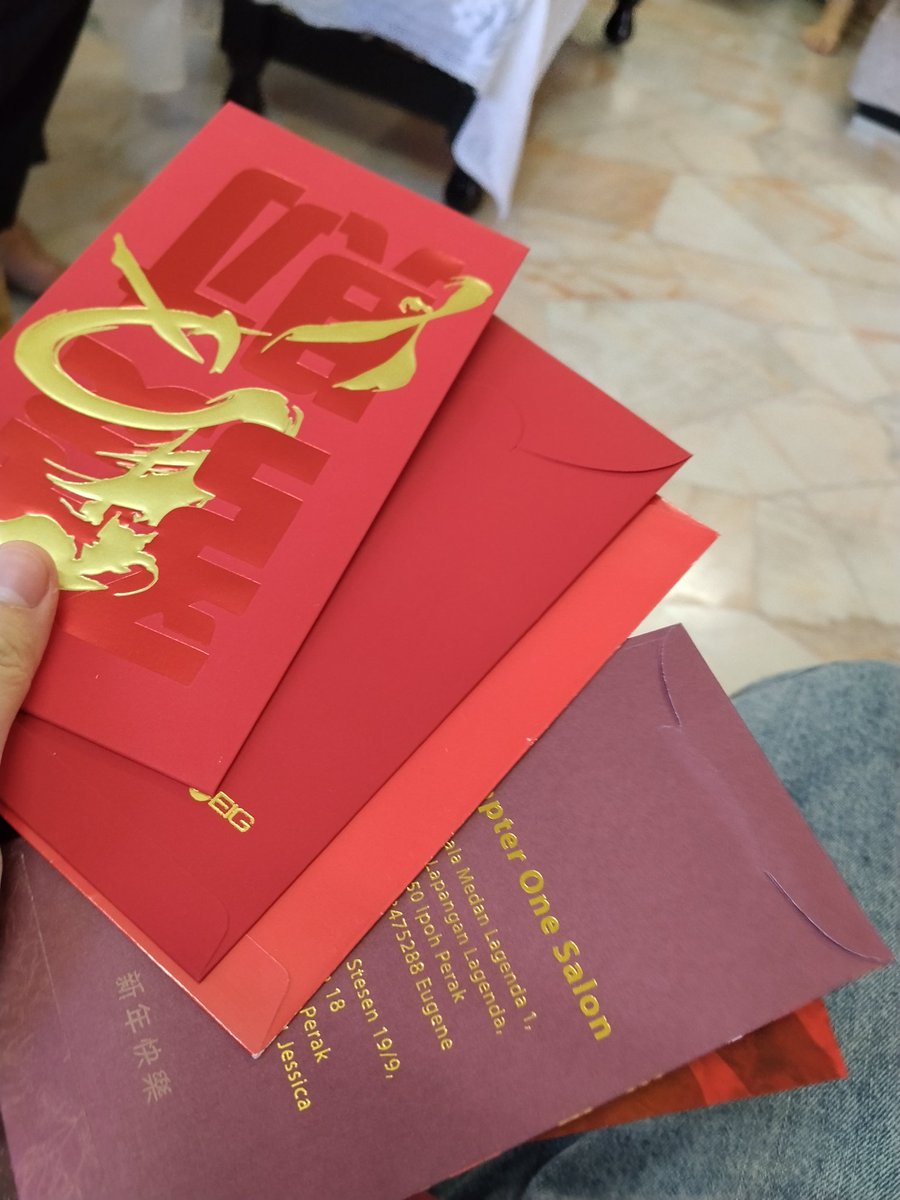 EIG
pter One Salon
ala Medan Lagenda 1,
Lapangan Lagenda,
50 Ipoh Perak
475288 Eugene
Stesen 19/9,
18
Perak
Jessica
新年快樂